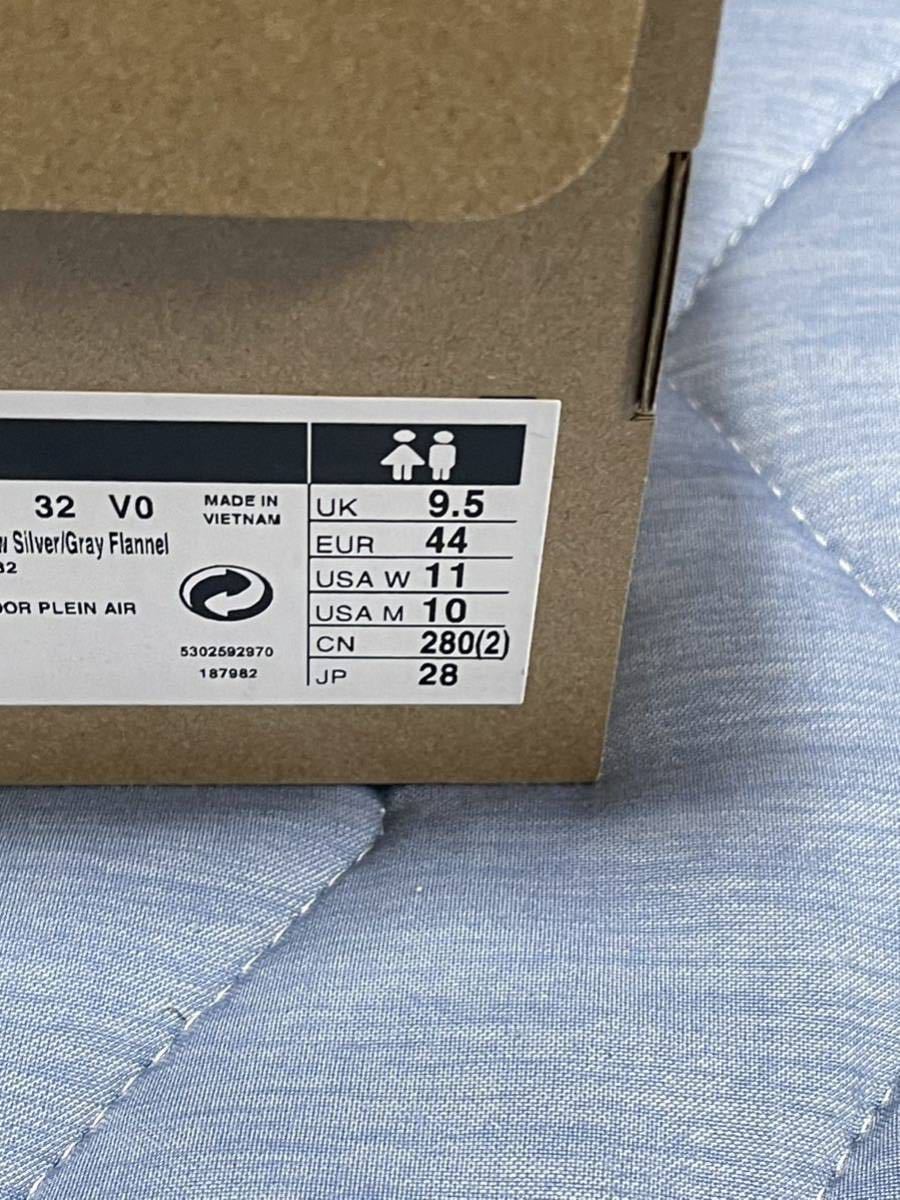 32 V0
MADE IN
VIETNAM
Silver/Gray Flannel
32
PLEIN AIR
5302592970
187982
UK 9.5
EUR 44
USA W 11
USA M 10
CN 280(2)
JP 28